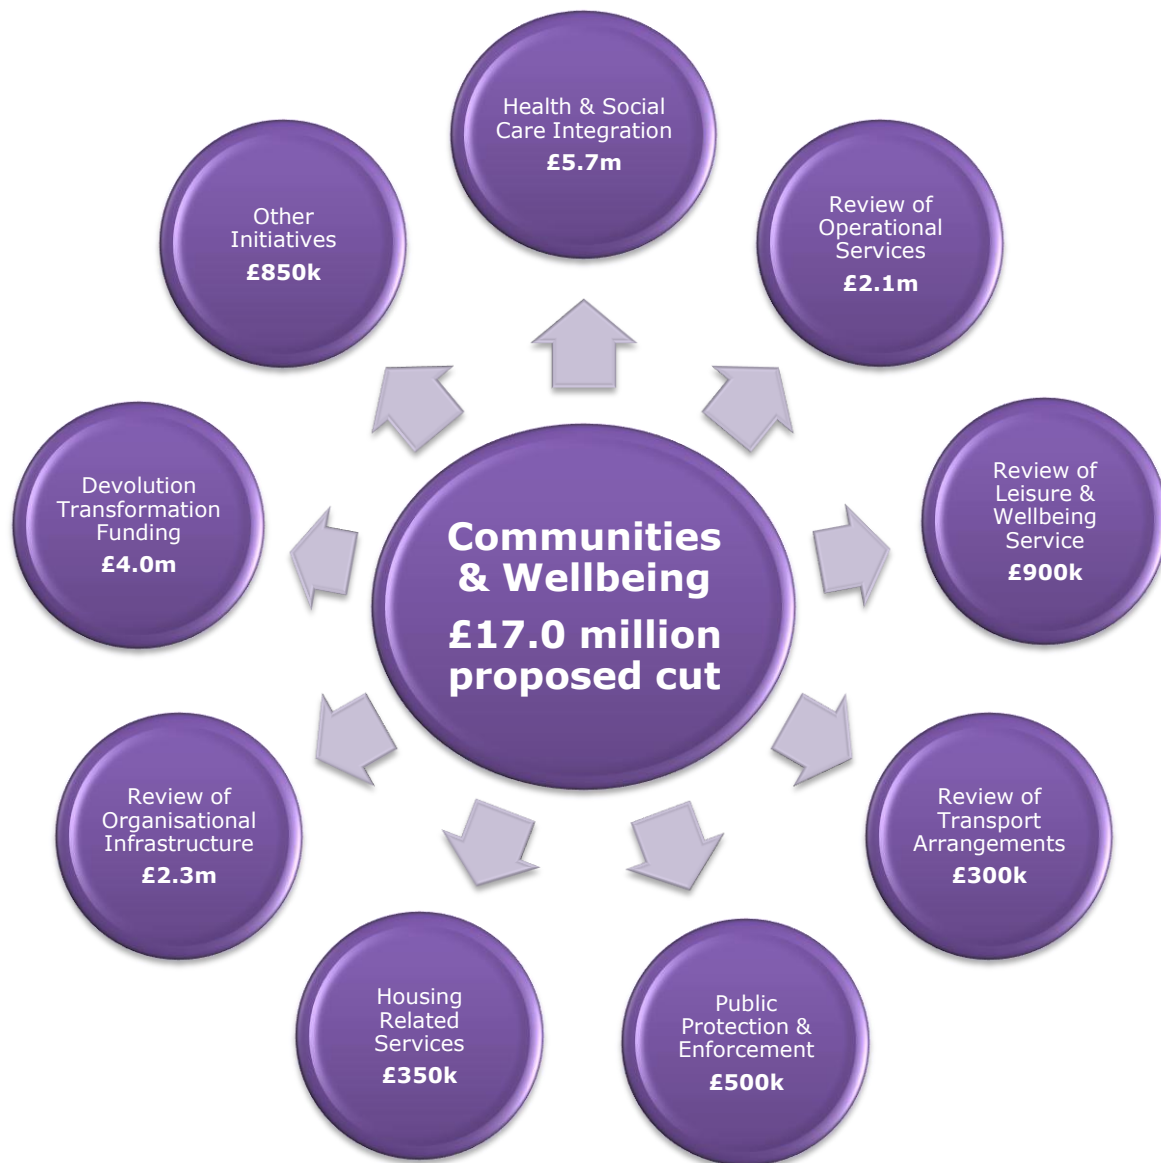 Health & Social
Care Integration
£5.7m
Review of
Operational
Services
£2.1m
Review of
Leisure &
Wellbeing
Service
£900k
Review of
Transport
Arrangements
£300k
Public
Protection &
Enforcement
£500k
Housing
Related
Services
£350k
Review of
Organisational
Infrastructure
£2.3m
Devolution
Transformation
Funding
£4.0m
Other
Initiatives
£850k
Communities
& Wellbeing
£17.0 million
proposed cut